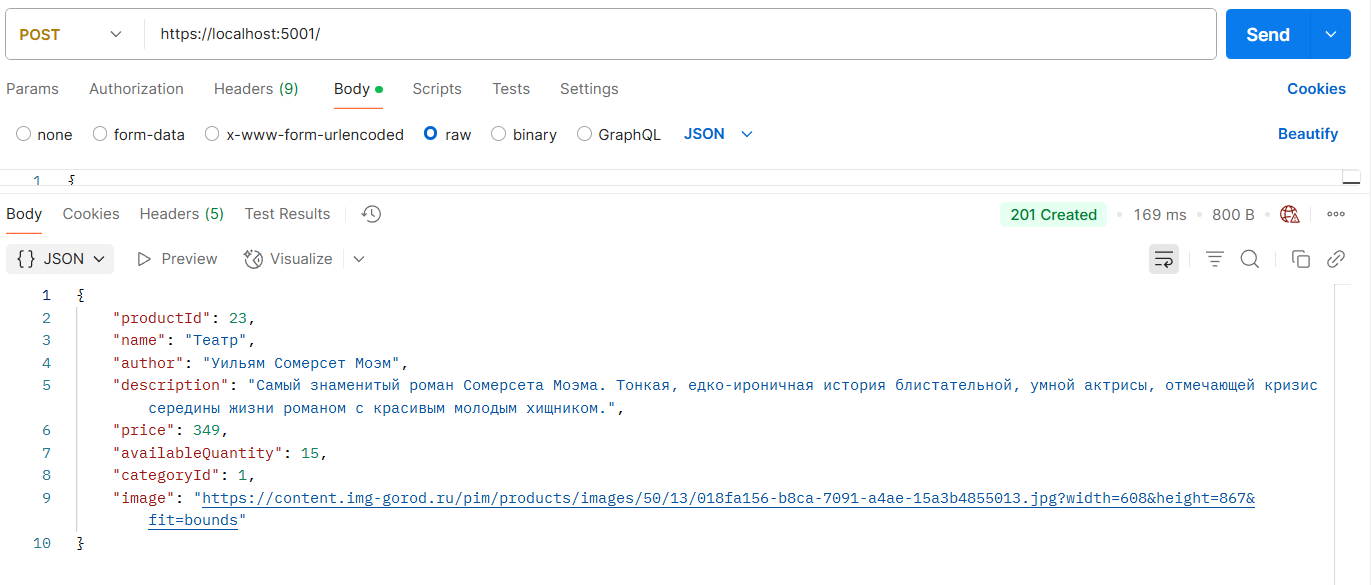 POST https://localhost:5001/ Send
Params Authorization Headers (9) Body Scripts Tests Settings Cookies
none form-data x-www-form-urlencoded raw binary GraphQL JSON Beautify
1 {
Body Cookies Headers (5) Test Results 201 Created 169 ms 800 B
{} JSON Preview Visualize
1 {
2 "productId": 23,
3 "name": "Театр",
4 "author": "Уильям Сомерсет Моэм",
5 "description": "Самый знаменитый роман Сомерсета Моэма. Тонкая, едко-ироничная история блистательной, умной актрисы, отмечающей кризис
середины жизни романом с красивым молодым хищником.",
6 "price": 349,
7 "availableQuantity": 15,
8 "categoryId": 1,
9 "image": "https://content.img-gorod.ru/pim/products/images/50/13/018fa156-b8ca-7091-a4ae-15a3b4855013.jpg?width=608&height=867&
fit=bounds"
10 }